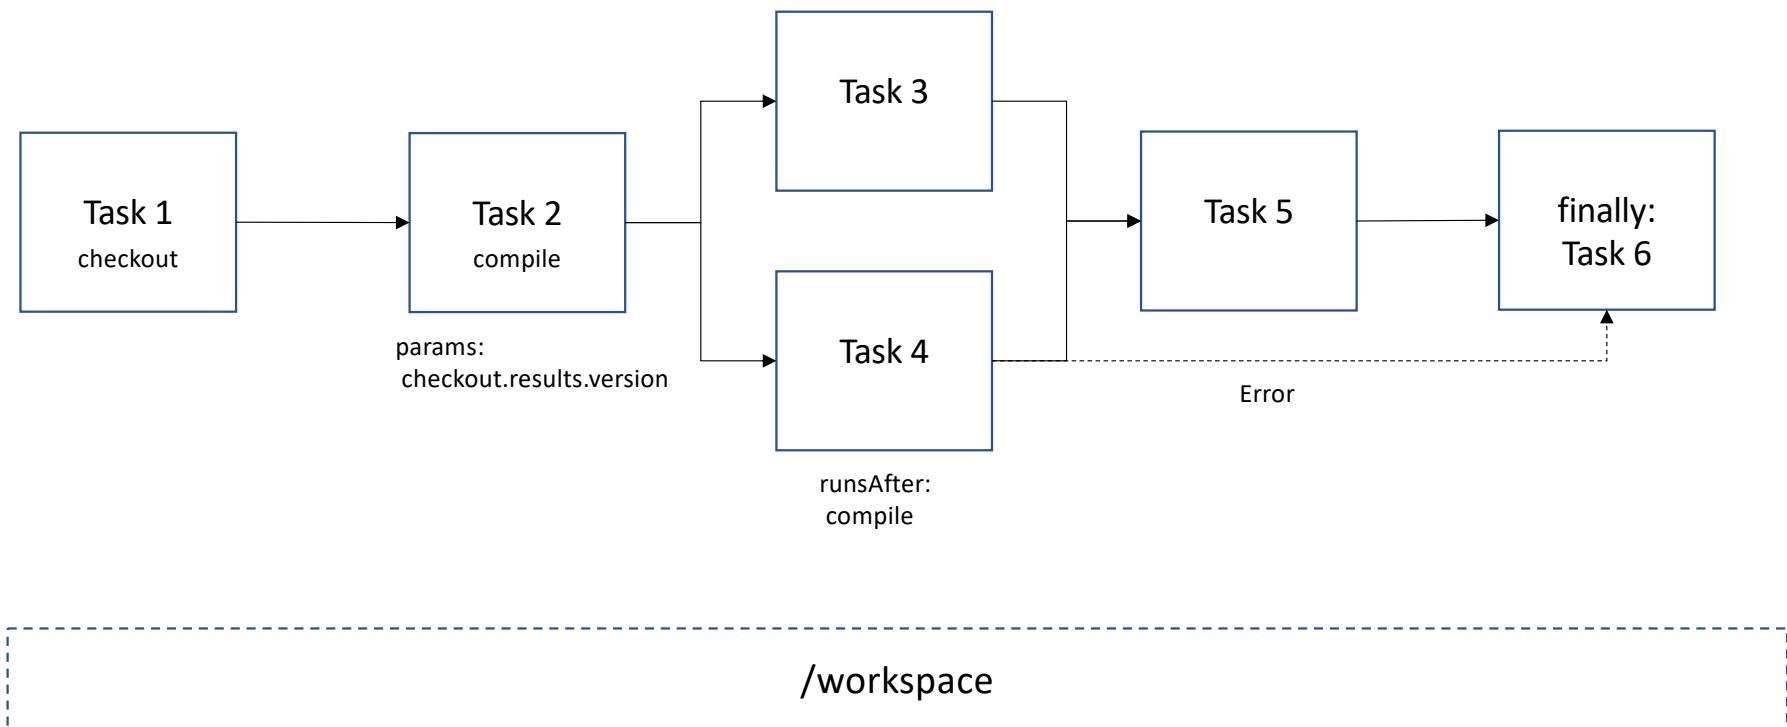 Task 1
checkout
Task 2
compile
params:
checkout.results.version
Task 3
Task 4
runsAfter:
compile
Task 5
finally:
Task 6
Error
/workspace